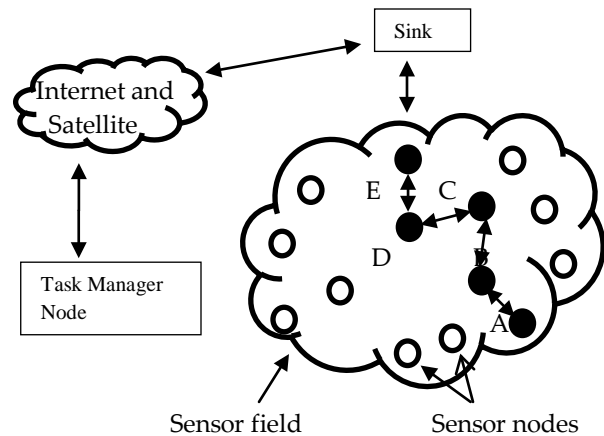 Sink
Internet and
Satellite
E
C
D
B
Task Manager
Node
A
Sensor field
Sensor nodes